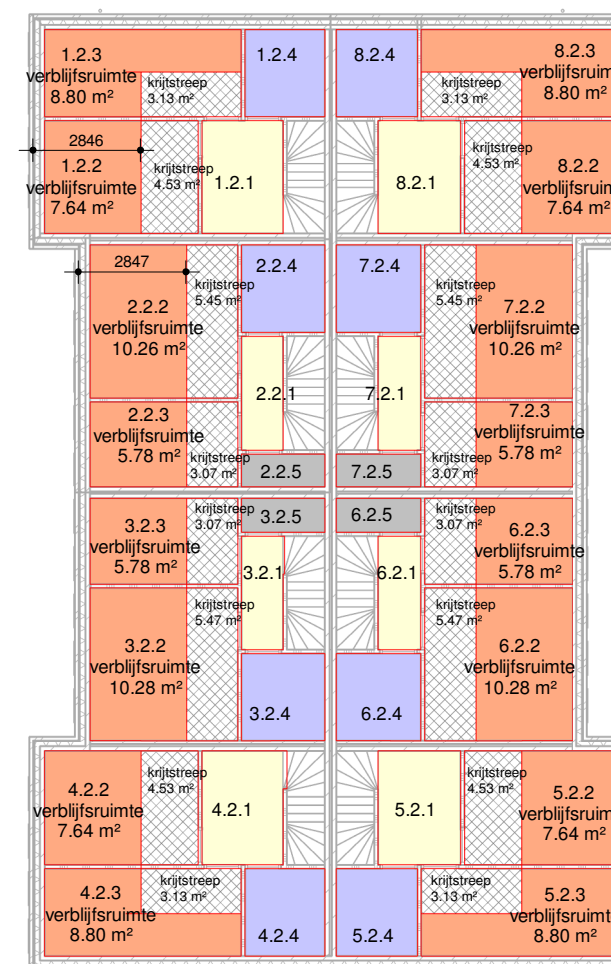 1.2.3
verblijfsruimte
8.80 m²
krijtstreep
3.13 m²
1.2.4
8.2.4
krijtstreep
3.13 m²
8.2.3
8.80 m²
2846
1.2.2
verblijfsruimte
7.64 m²
krijtstreep
4.53 m²
1.2.1
8.2.1
krijtstreep
4.53 m²
8.2.2
7.64 m²
2847
2.2.2
verblijfsruimte
10.26 m²
krijtstreep
5.45 m²
2.2.4
7.2.4
krijtstreep
5.45 m²
7.2.2
verblijfsruimte
10.26 m²
2.2.1
7.2.1
2.2.3
verblijfsruimte
5.78 m²
krijtstreep
3.07 m²
2.2.5
7.2.5
krijtstreep
3.07 m²
7.2.3
verblijfsruimte
5.78 m²
3.2.3
verblijfsruimte
5.78 m²
krijtstreep
3.07 m²
3.2.5
6.2.5
krijtstreep
3.07 m²
6.2.3
verblijfsruimte
5.78 m²
3.2.1
6.2.1
3.2.2
verblijfsruimte
10.28 m²
krijtstreep
5.47 m²
3.2.4
6.2.4
krijtstreep
5.47 m²
6.2.2
verblijfsruimte
10.28 m²
4.2.2
verblijfsruimte
7.64 m²
krijtstreep
4.53 m²
4.2.1
5.2.1
krijtstreep
4.53 m²
5.2.2
7.64 m²
4.2.3
verblijfsruimte
8.80 m²
krijtstreep
3.13 m²
4.2.4
5.2.4
krijtstreep
3.13 m²
5.2.3
8.80 m²